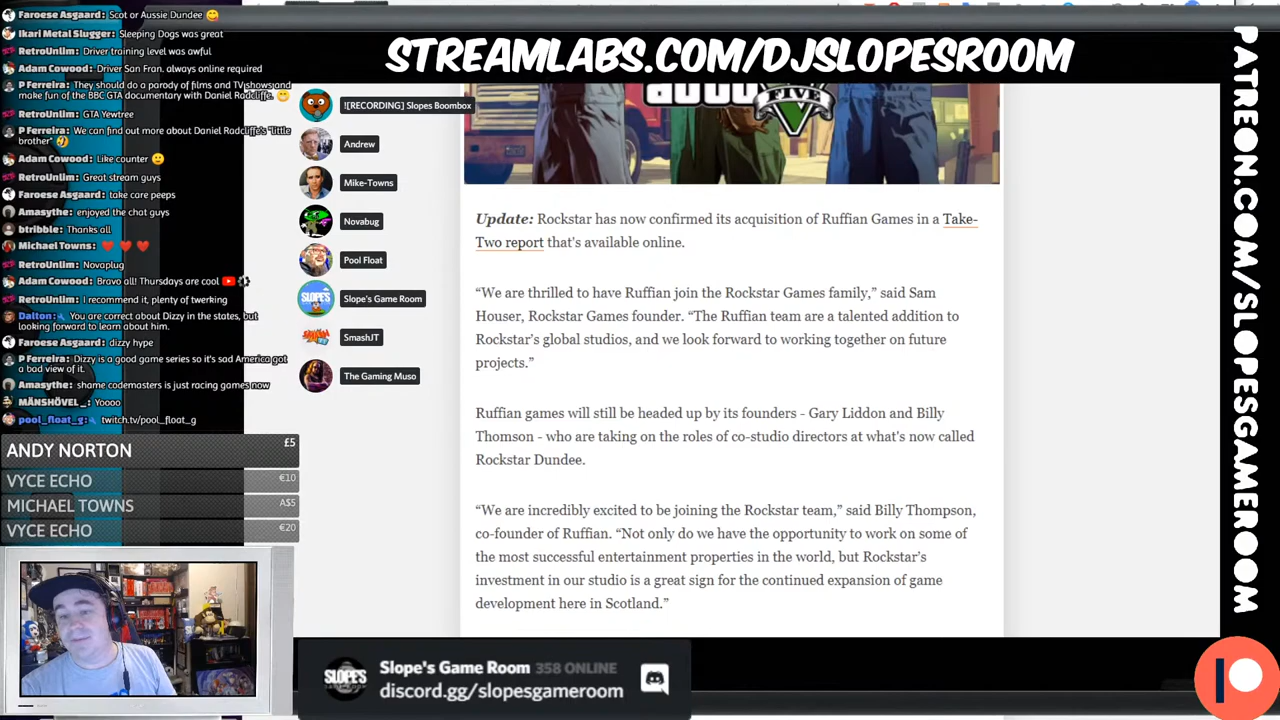 Faroese Asgaard: Scot or Aussie Dundee
Ikari Metal Slugger: Sleeping Dogs was great
RetroUnlim: Driver training level was awful
Adam Cowood: Driver San Fran. always online required
P Ferreira: They should do a parody of films and TV shows and
make fun of the BBC GTA documentary with Daniel Radcliffe.
RetroUnlim: GTA Yewtree
P Ferreira: We can find out more about Daniel Radcliffe's "little
brother"
Adam Cowood: Like counter
RetroUnlim: Great stream guys
Faroese Asgaard: take care peeps
Amasythe: enjoyed the chat guys
btribble: Thanks all
Michael Towns:
RetroUnlim: Novaplug
Adam Cowood: Bravo all! Thursdays are cool
RetroUnlim: I recommend it, plenty of twerking
Dalton: You are correct about Dizzy in the states, but
looking forward to learn about him.
Faroese Asgaard: dizzy hype
P Ferreira: Dizzy is a good game series so it's sad America got
a bad view of it.
Amasythe: shame codemasters is just racing games now
MÄNSHÖVEL_: Yoooo
pool_float_g: twitch.tv/pool_float_g
ANDY NORTON £5
VYCE ECHO €10
MICHAEL TOWNS A$5
VYCE ECHO €20
STREAMLABS.COM/DJSLOPESROOM
![RECORDING] Slopes Boombox
Andrew
Mike-Towns
Novabug
Pool Float
Slope's Game Room
SmashJT
The Gaming Muso
FIVE
Update: Rockstar has now confirmed its acquisition of Ruffian Games in a Take-
Two report that's available online.
“We are thrilled to have Ruffian join the Rockstar Games family,” said Sam
Houser, Rockstar Games founder. “The Ruffian team are a talented addition to
Rockstar’s global studios, and we look forward to working together on future
projects.”
Ruffian games will still be headed up by its founders - Gary Liddon and Billy
Thomson - who are taking on the roles of co-studio directors at what's now called
Rockstar Dundee.
“We are incredibly excited to be joining the Rockstar team,” said Billy Thompson,
co-founder of Ruffian. “Not only do we have the opportunity to work on some of
the most successful entertainment properties in the world, but Rockstar’s
investment in our studio is a great sign for the continued expansion of game
development here in Scotland.”
SLOPES
Slope's Game Room 358 ONLINE
discord.gg/slopesgameroom
PATREON.COM/SLOPESGAMEROOM